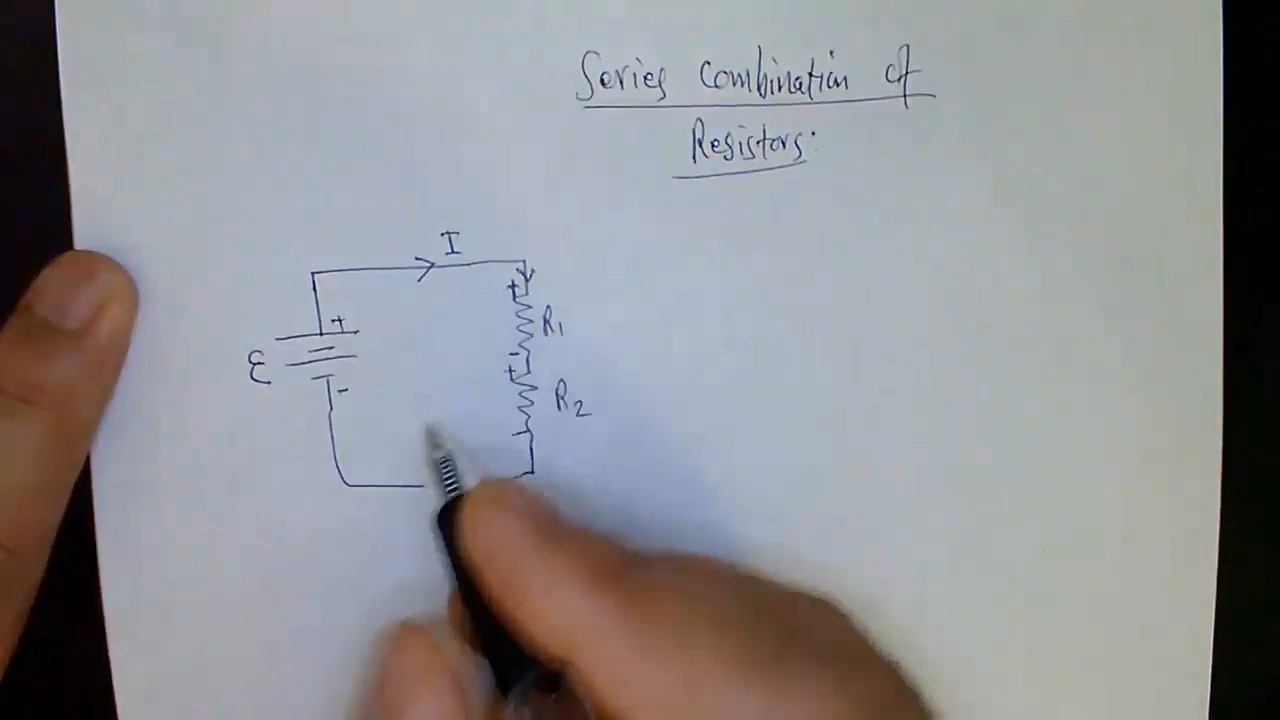 Series Combination of
Resistors:
I
+
+
R1
ε
+
R2
-